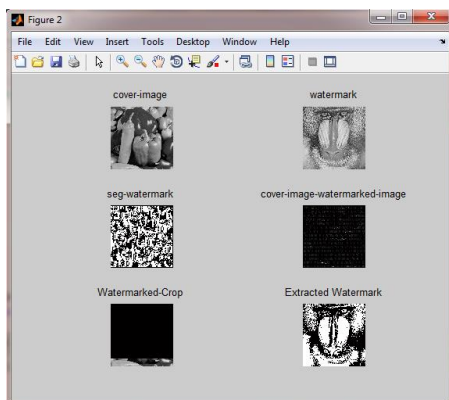 Figure 2
File Edit View Insert Tools Desktop Window Help
cover-image watermark
seg-watermark cover-image-watermarked-image
Watermarked-Crop Extracted Watermark